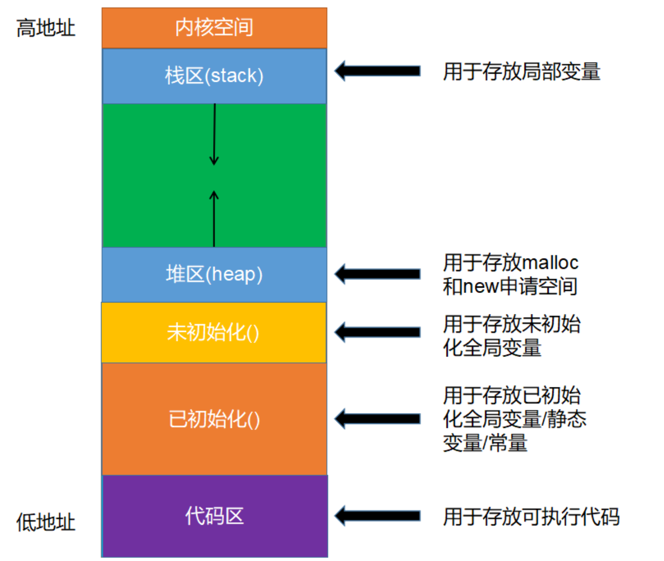 高地址
内核空间
栈区(stack)
用于存放局部变量
堆区(heap)
用于存放malloc
和new申请空间
未初始化()
用于存放未初始
化全局变量
已初始化()
用于存放已初始
化全局变量/静态
变量/常量
低地址
代码区
用于存放可执行代码